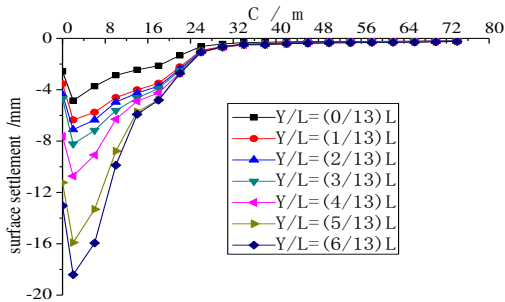 C / m
0 8 16 24 32 40 48 56 64 72 80
0
-4
-8
-12
-16
-20
surface settlement /mm
Y/L=(0/13)L
Y/L=(1/13)L
Y/L=(2/13)L
Y/L=(3/13)L
Y/L=(4/13)L
Y/L=(5/13)L
Y/L=(6/13)L